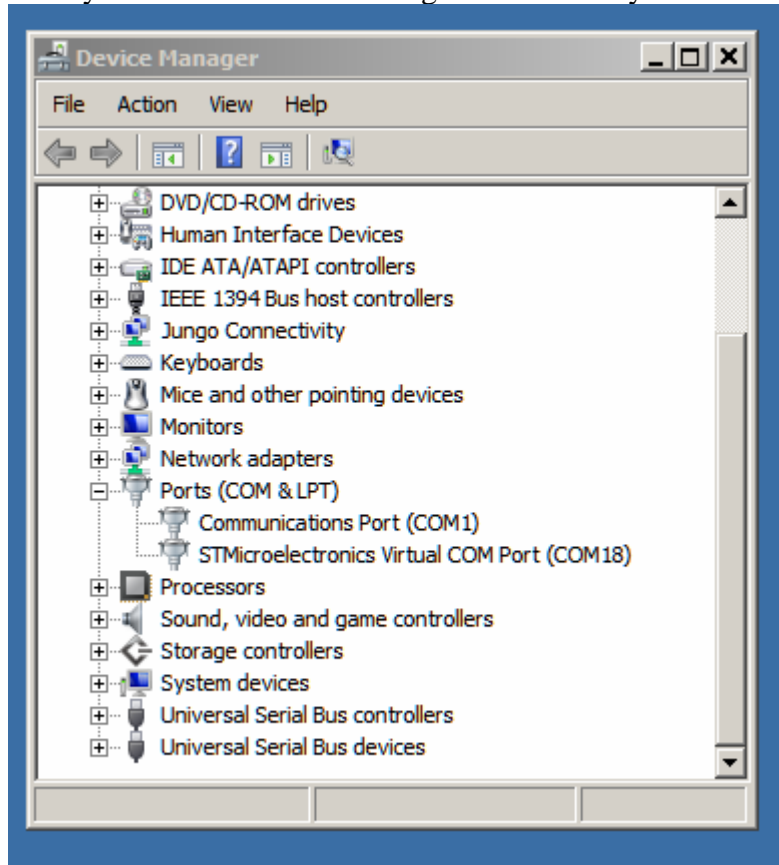 Device Manager
File Action View Help
DVD/CD-ROM drives
Human Interface Devices
IDE ATA/ATAPI controllers
IEEE 1394 Bus host controllers
Jungo Connectivity
Keyboards
Mice and other pointing devices
Monitors
Network adapters
Ports (COM & LPT)
Communications Port (COM1)
STMicroelectronics Virtual COM Port (COM18)
Processors
Sound, video and game controllers
Storage controllers
System devices
Universal Serial Bus controllers
Universal Serial Bus devices